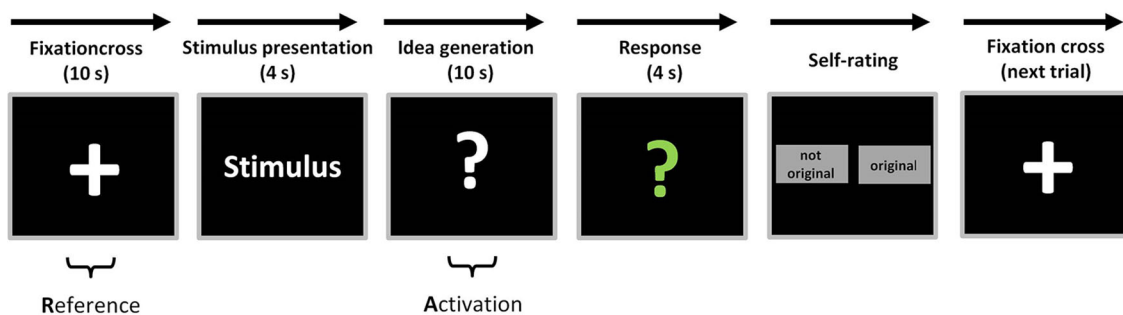 Fixationcross
(10 s)
Stimulus presentation
(4 s)
Idea generation
(10 s)
Response
(4 s)
Self-rating
Fixation cross
(next trial)
Stimulus
?
?
not
original
original
Reference
Activation